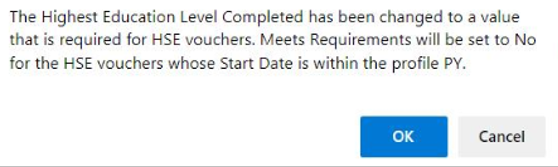 The Highest Education Level Completed has been changed to a value
that is required for HSE vouchers. Meets Requirements will be set to No
for the HSE vouchers whose Start Date is within the profile PY.
OK Cancel